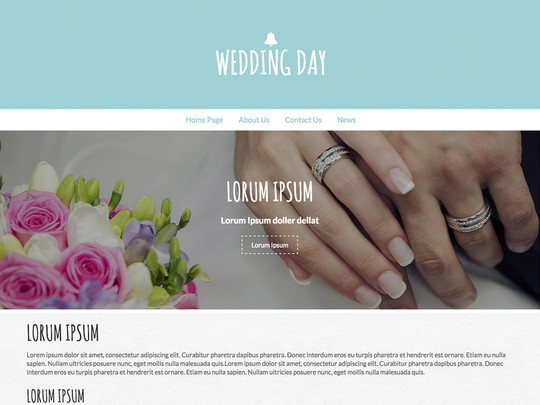 WEDDING DAY
Home Page About Us Contact Us News
LORUM IPSUM
Lorum Ipsum doller dellat
Lorum Ipsum
LORUM IPSUM
Lorem ipsum dolor sit amet, consectetur adipiscing elit. Curabitur pharetra dapibus pharetra. Donec interdum eros eu turpis pharetra et hendrerit est ornare. Etiam eu
velit sapien. Nullam ultricies posuere nunc, eget mollis nulla malesuada quis.Lorem ipsum dolor sit amet, consectetur adipiscing elit. Curabitur pharetra dapibus
pharetra. Donec interdum eros eu turpis pharetra et hendrerit est ornare. Etiam eu velit sapien. Nullam ultricies posuere nunc, eget mollis nulla malesuada quis.
LORUM IPSUM